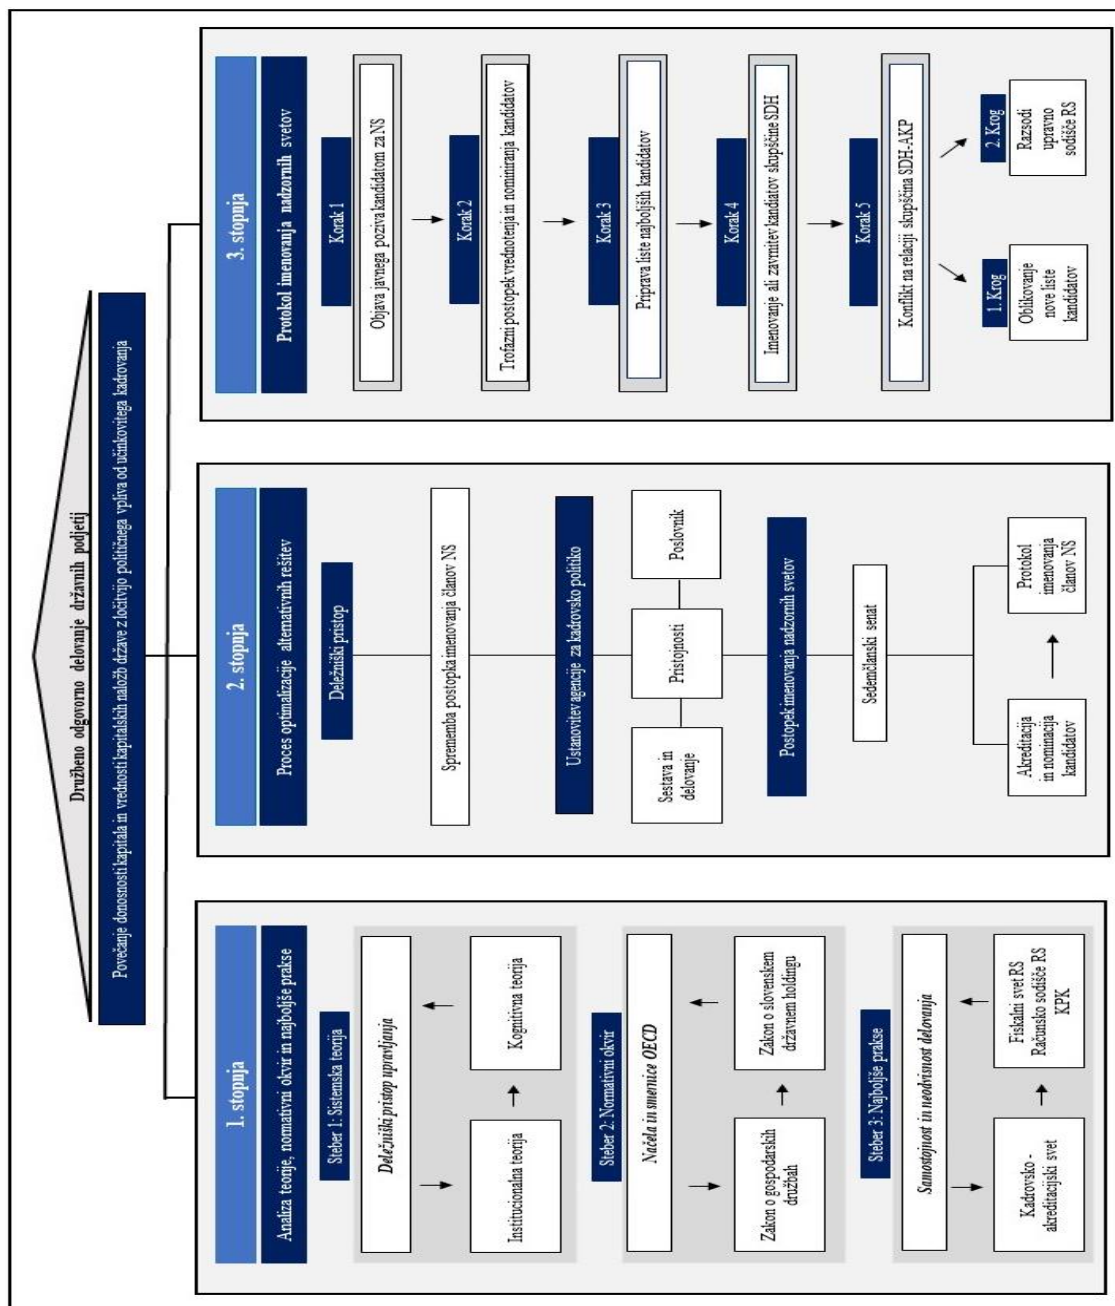 Družbeno odgovorno delovanje državnih podjetij
Povečanje donosnosti kapitala in vrednosti kapitalskih naložb države z ločitvijo političnega vpliva od učinkovitega kadrovanja
1. stopnja
Analiza teorije, normativni okvir in najboljše prakse
Steber 1: Sistemska teorija
Deležniški pristop upravljanja
Institucionalna teorija
Kognitivna teorija
Steber 2: Normativni okvir
Načela in smernice OECD
Zakon o gospodarskih
družbah
Zakon o slovenskem
državnem holdingu
Steber 3: Najboljše prakse
Samostojnost in neodvisnost delovanja
Kadrovsko -
akreditacijski svet
Fiskalni svet RS
Računsko sodišče RS
KPK
2. stopnja
Proces optimalizacije alternativnih rešitev
Deležniški pristop
Sprememba postopka imenovanja članov NS
Ustanovitev agencije za kadrovsko politiko
Sestava in
delovanje
Pristojnosti
Poslovnik
Postopek imenovanja nadzornih svetov
Sedemčlanski senat
Akreditacija
in nominacija
kandidatov
Protokol
imenovanja
članov NS
3. stopnja
Protokol imenovanja nadzornih svetov
Korak 1
Objava javnega poziva kandidatom za NS
Korak 2
Trofazni postopek vrednotenja in nominiranja kandidatov
Korak 3
Priprava liste najboljših kandidatov
Korak 4
Imenovanje ali zavrnitev kandiatov skupščine SDH
Korak 5
Konflikt na relaciji skupščina SDH-AKP
1. Krog
Oblikovanje
nove liste
kandidatov
2. Krog
Razsodi
upravno
sodišče RS